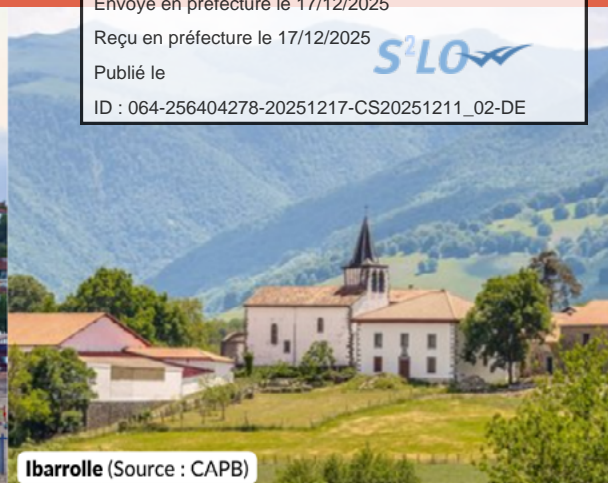 Envoyé en préfecture le 17/12/2025
Reçu en préfecture le 17/12/2025
S²LO
Publié le
ID : 064-256404278-20251217-CS20251211_02-DE
Ibarrolle (Source : CAPB)